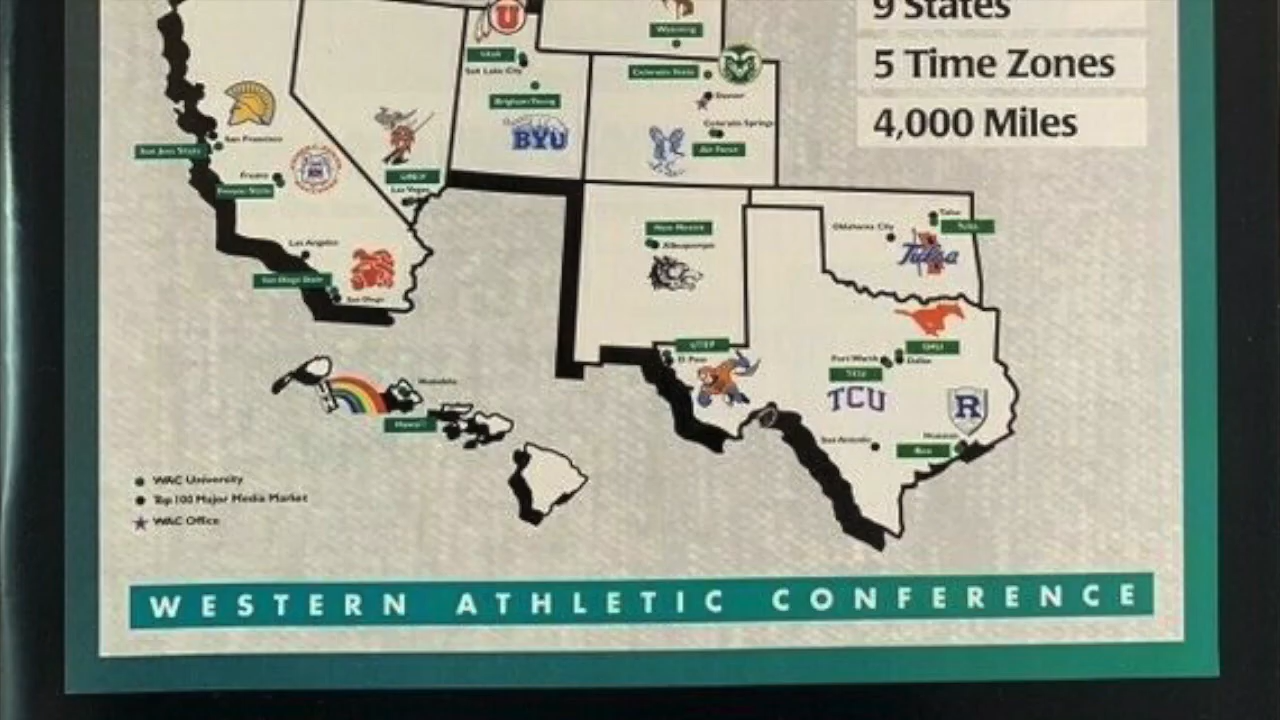 9 States
5 Time Zones
4,000 Miles
U
Wyoming
Utah
Salt Lake City
Colorado State
Denver
Brigham Young
BYU
Colorado Springs
Air Force
San Francisco
San Jose State
Fresno
Fresno State
UNLV
Las Vegas
New Mexico
Albuquerque
Oklahoma City
Tulsa
Tulsa
Tulsa
Los Angeles
San Diego State
San Diego
UTEP
El Paso
SMU
Fort Worth
Dallas
TCU
TCU
R
Honolulu
Hawai'i
San Antonio
Houston
Rice
WAC University
Top 100 Major Media Market
WAC Office
WESTERN ATHLETIC CONFERENCE